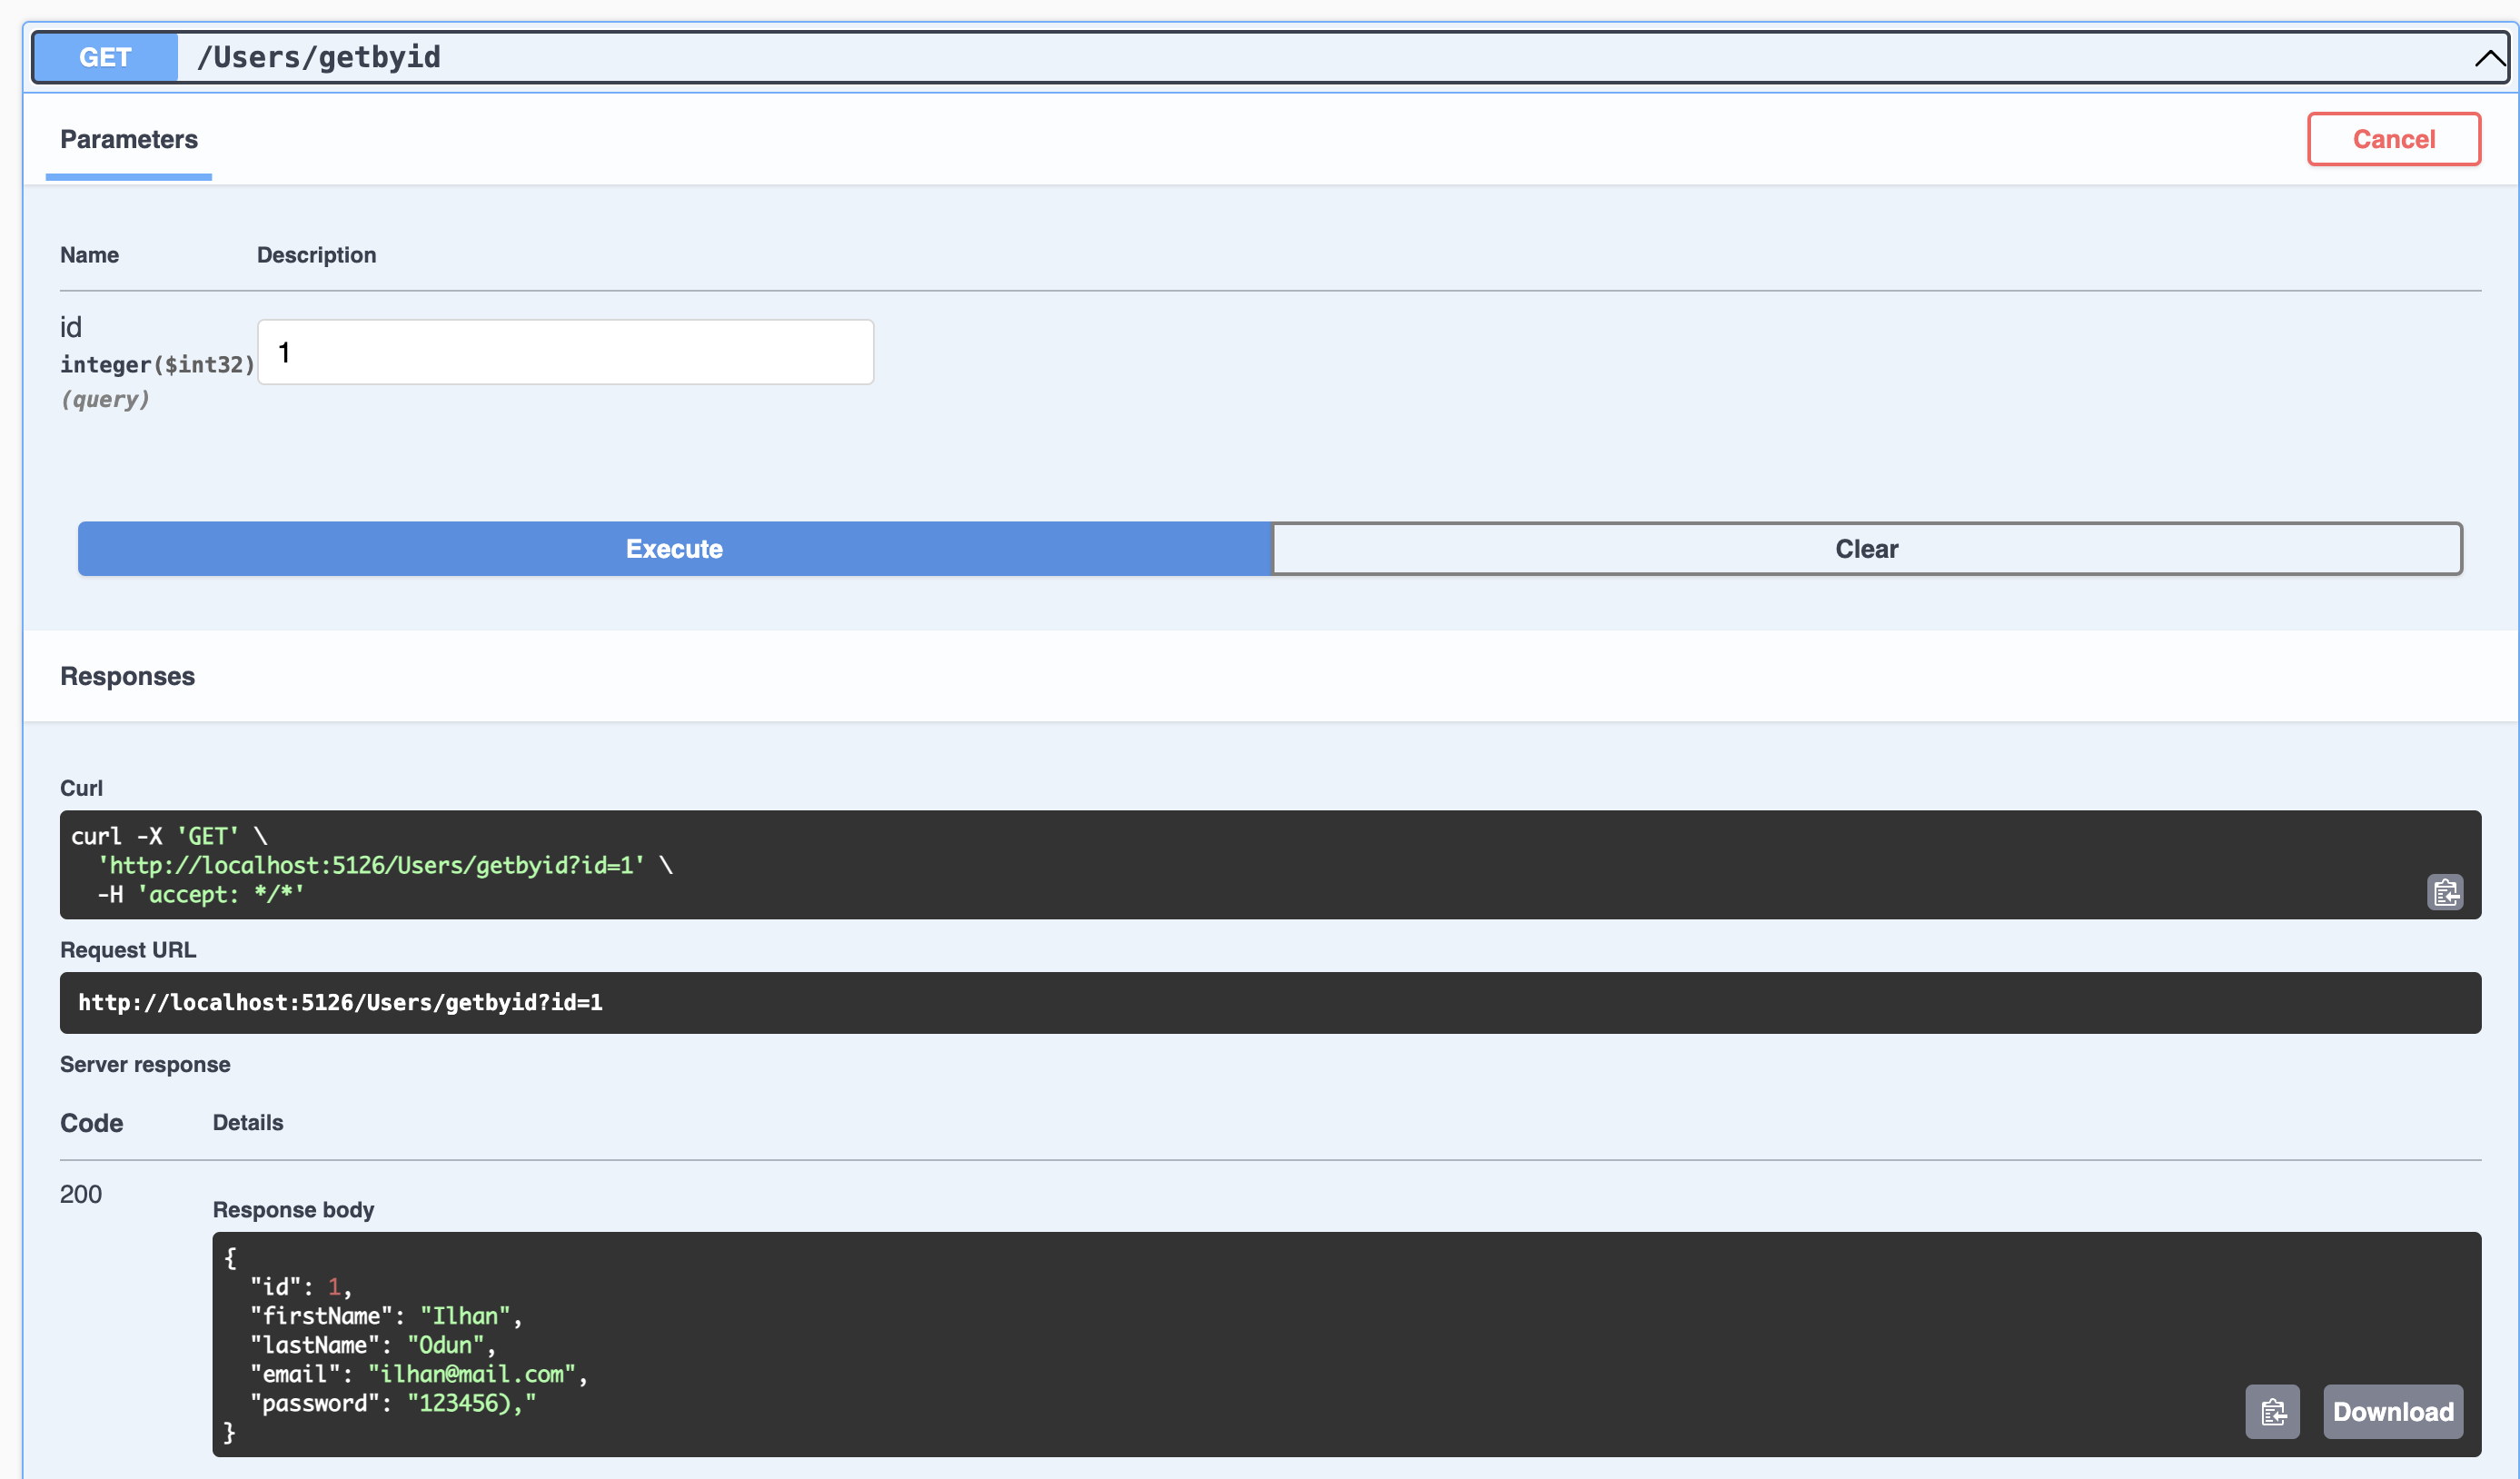 GET /Users/getbyid
Parameters
Cancel
Name Description
id
integer($int32)
(query)
1
Execute
Clear
Responses
Curl
curl -X 'GET' \
  'http://localhost:5126/Users/getbyid?id=1' \
  -H 'accept: */*'
Request URL
http://localhost:5126/Users/getbyid?id=1
Server response
Code Details
200
Response body
{
  "id": 1,
  "firstName": "Ilhan",
  "lastName": "Odun",
  "email": "ilhan@mail.com",
  "password": "123456),"
}
Download